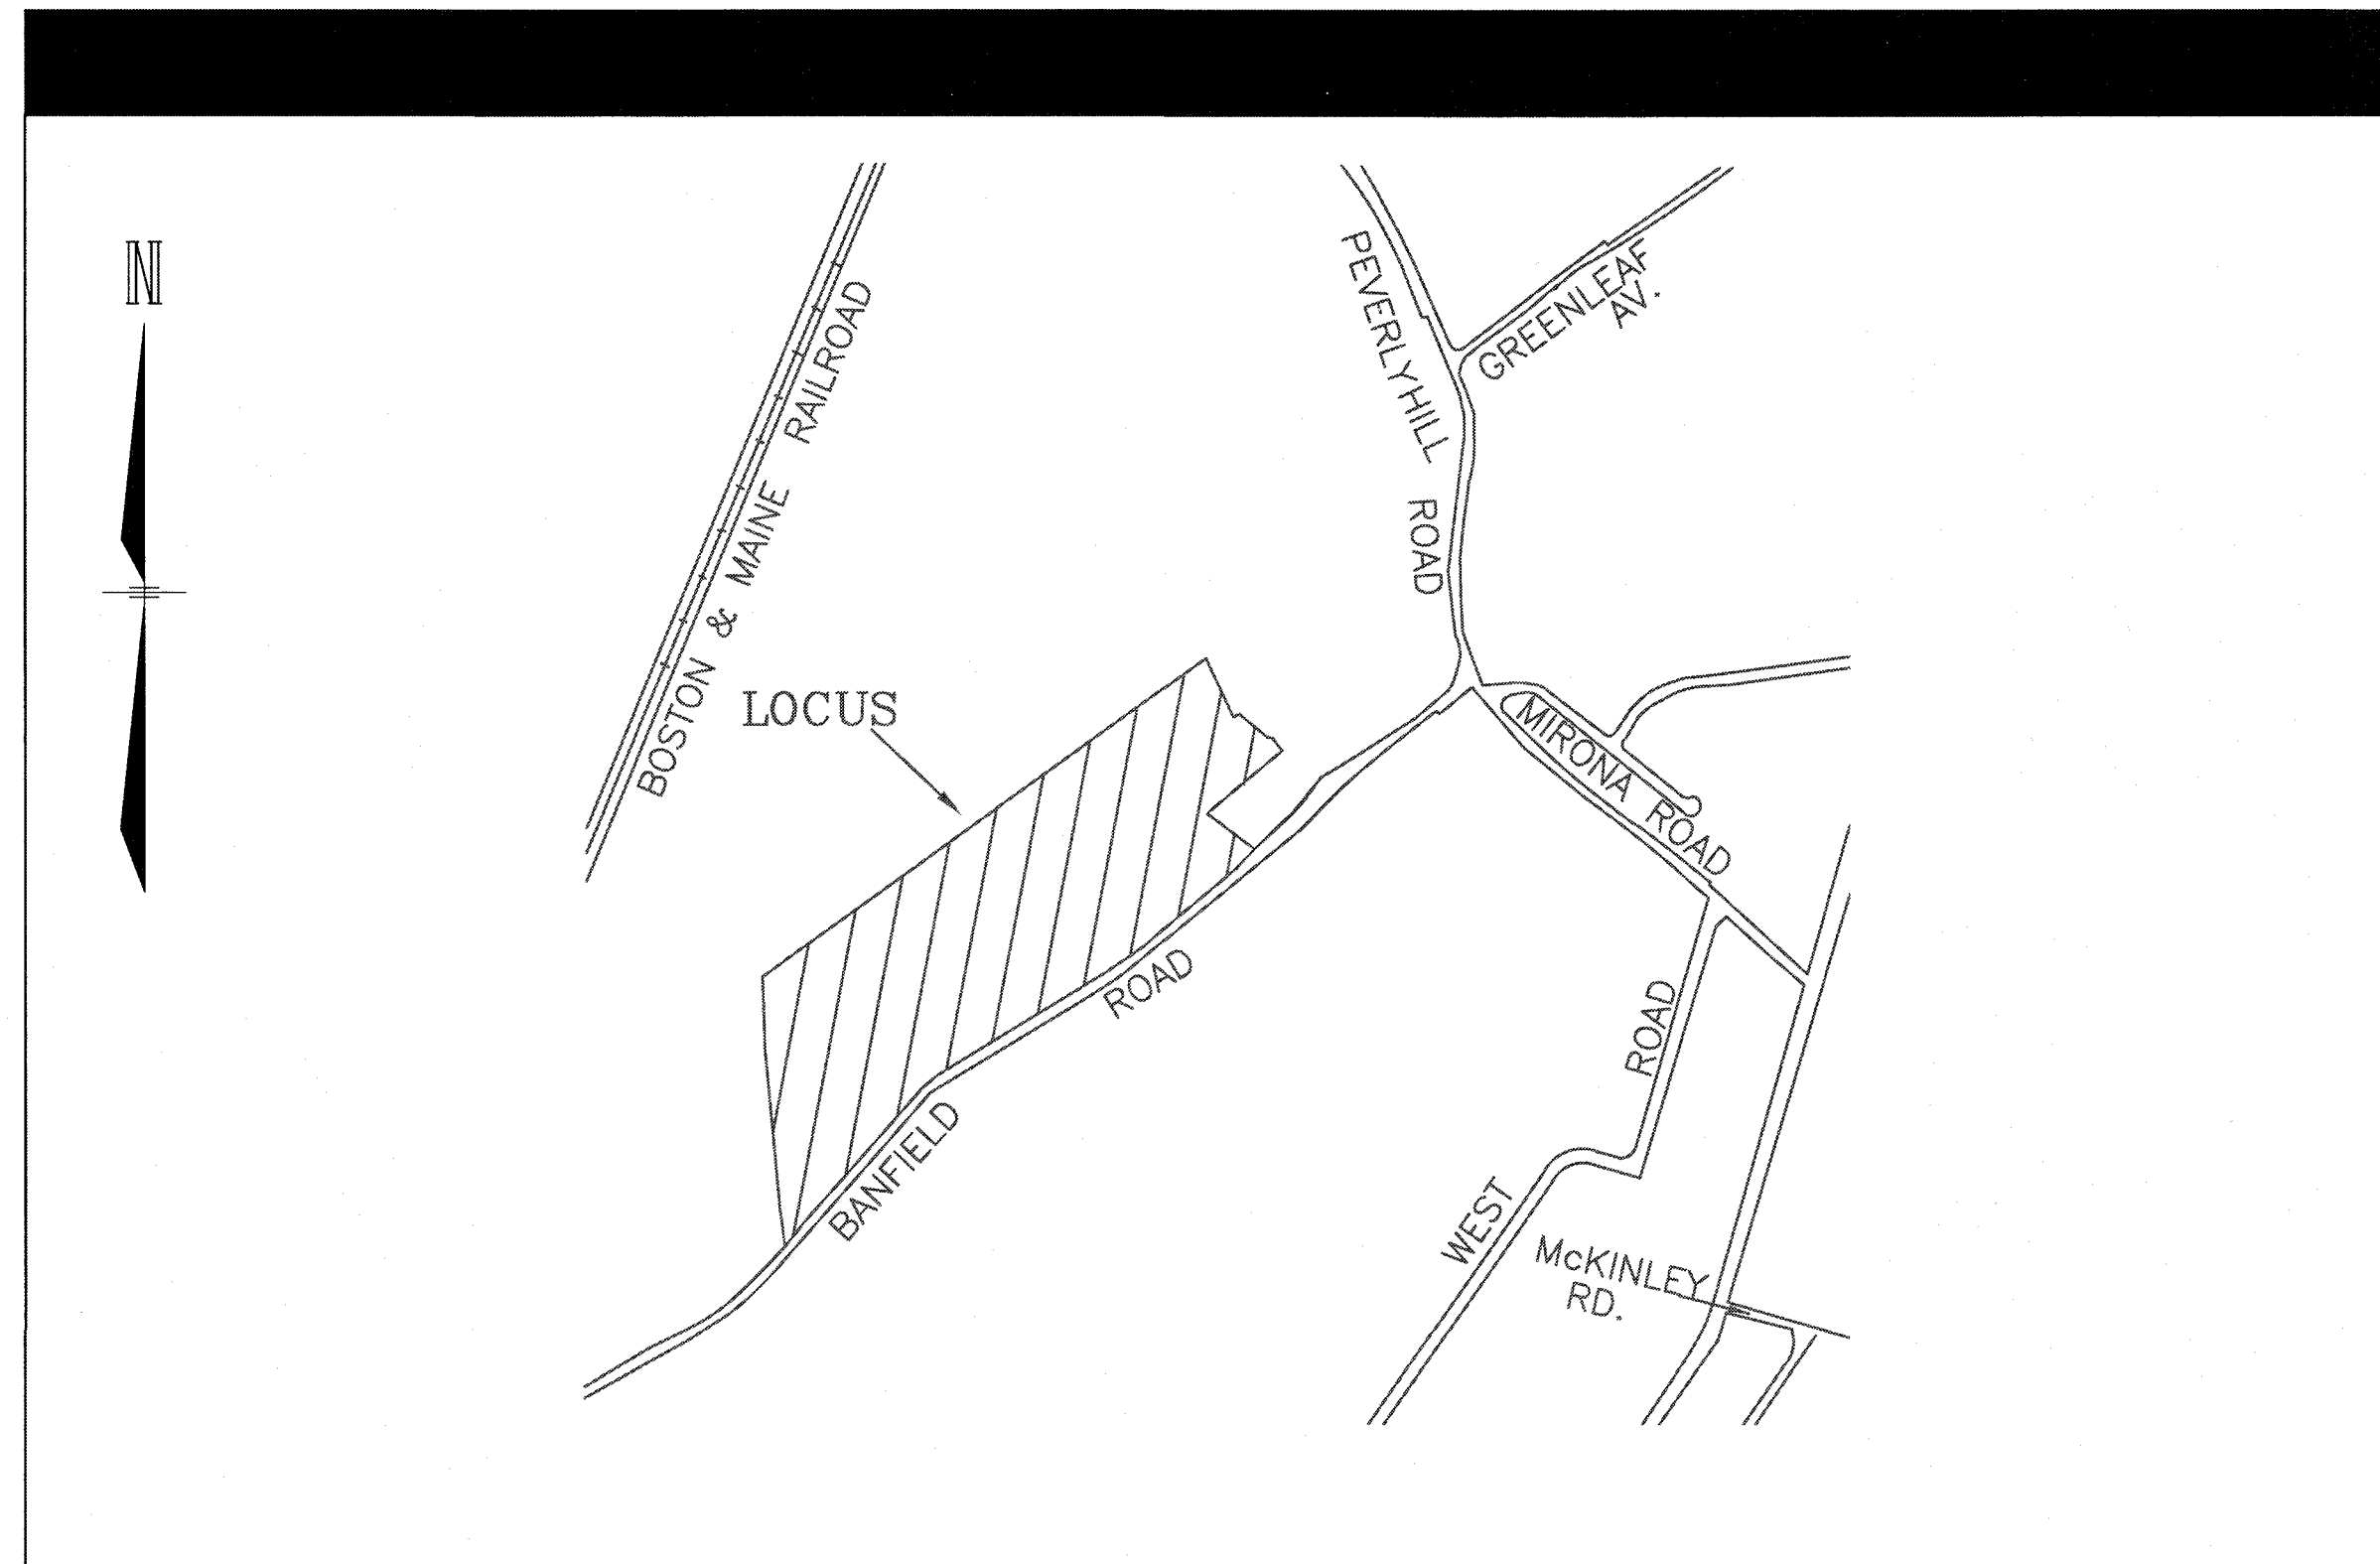 N
BOSTON & MAINE RAILROAD
PEVERLYHILL ROAD
GREENLEAF
AV.
LOCUS
MIRONA ROAD
BANFIELD ROAD
WEST ROAD
McKINLEY
RD.